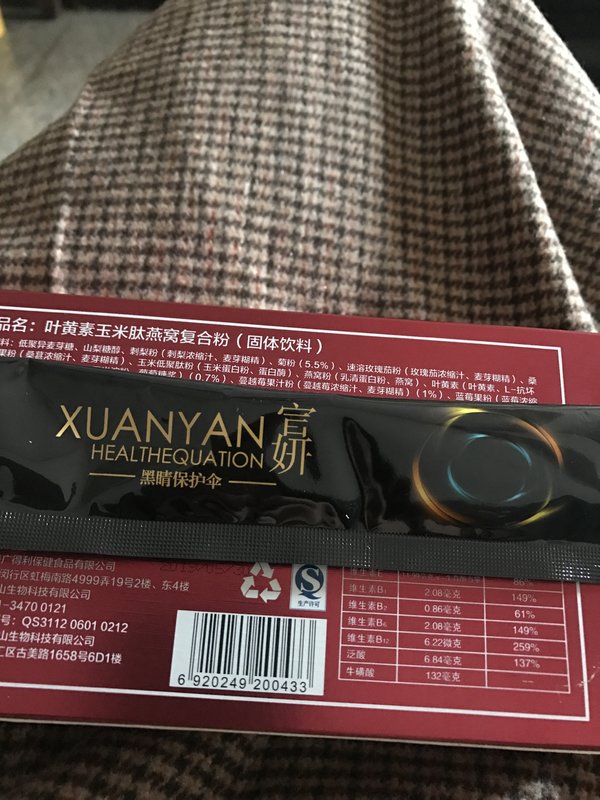 品名：叶黄素玉米肽燕窝复合粉（固体饮料）
料：低聚异麦芽糖、山梨糖醇、刺梨粉（刺梨浓缩汁、麦芽糊精）、菊粉（5.5%）、速溶玫瑰茄粉（玫瑰茄浓缩汁、麦芽糊精）、桑
果粉（桑葚浓缩汁、麦芽糊精）、玉米低聚肽粉（玉米蛋白粉、蛋白酶）、燕窝粉（乳清蛋白粉、燕窝）、叶黄素（叶黄素、L-抗坏
（0.7%）、蔓越莓果汁粉（蔓越莓浓缩汁、麦芽糊精）（1%）、蓝莓果粉（蓝莓浓缩
XUANYAN 宣妍
HEALTHEQUATION
黑睛保护伞
广得利保健食品有限公司
闵行区虹梅南路4999弄19号2楼、东4楼
山生物科技有限公司
-3470 0121
号：QS3112 0601 0212
山生物科技有限公司
汇区古美路1658号6D1楼
QS
生产许可
6 920249 200433
86%
维生素B₁ 2.08毫克 149%
维生素B₂ 0.86毫克 61%
维生素B₆ 2.08毫克 149%
维生素B₁₂ 6.22微克 259%
泛酸 6.84毫克 137%
牛磺酸 132毫克